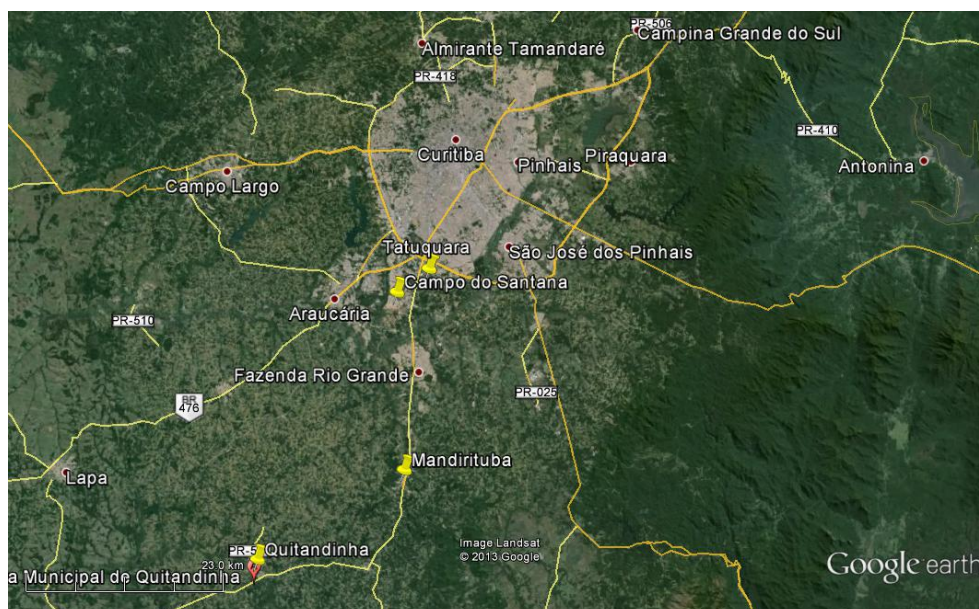 PR-506
Campina Grande do Sul
Almirante Tamandaré
PR-418
PR-410
Curitiba
Pinhais
Piraquara
Antonina
Campo Largo
Tatuquara
São José dos Pinhais
Campo do Santana
Araucária
PR-510
Fazenda Rio Grande
PR-025
BR
476
Mandirituba
Lapa
Image Landsat
© 2013 Google
PR-5
Quitandinha
23.0 km
a Municipal de Quitandinha
Google earth